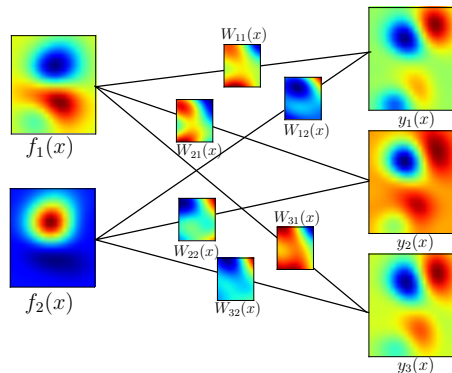 W₁₁(x)
f₁(x)
W₂₁(x)
W₁₂(x)
y₁(x)
f₂(x)
W₂₂(x)
W₃₁(x)
y₂(x)
W₃₂(x)
y₃(x)